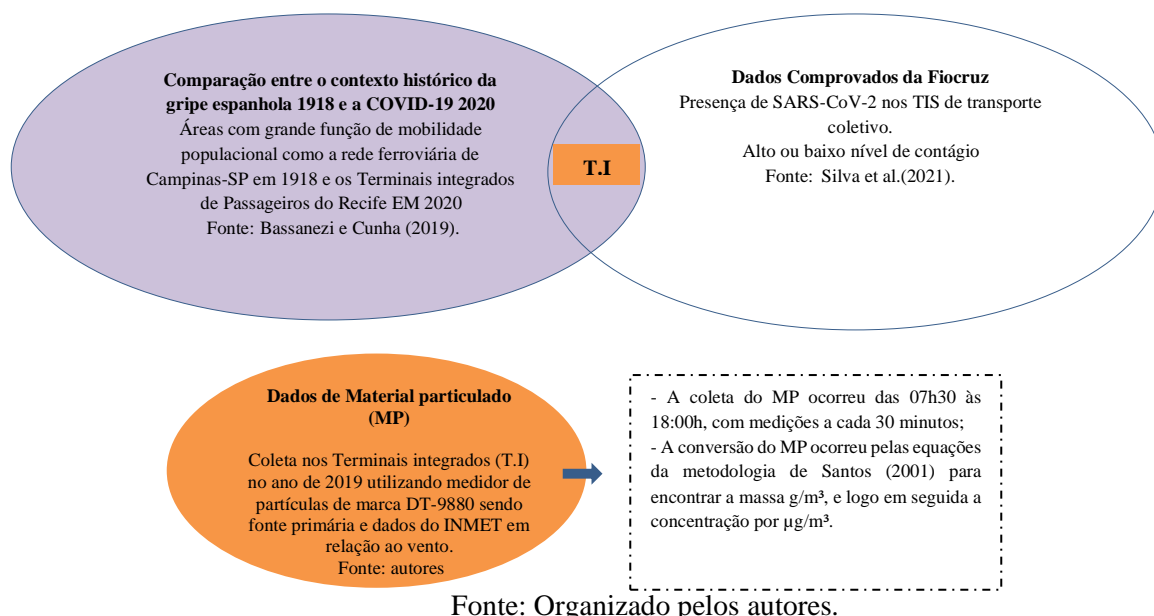 Comparação entre o contexto histórico da
gripe espanhola 1918 e a COVID-19 2020
Áreas com grande função de mobilidade
populacional como a rede ferroviária de
Campinas-SP em 1918 e os Terminais integrados
de Passageiros do Recife EM 2020
Fonte: Bassanezi e Cunha (2019).
T.I
Dados Comprovados da Fiocruz
Presença de SARS-CoV-2 nos TIS de transporte
coletivo.
Alto ou baixo nível de contágio
Fonte: Silva et al.(2021).
Dados de Material particulado
(MP)
Coleta nos Terminais integrados (T.I)
no ano de 2019 utilizando medidor de
partículas de marca DT-9880 sendo
fonte primária e dados do INMET em
relação ao vento.
Fonte: autores
- A coleta do MP ocorreu das 07h30 às
18:00h, com medições a cada 30 minutos;
- A conversão do MP ocorreu pelas equações
da metodologia de Santos (2001) para
encontrar a massa g/m³, e logo em seguida a
concentração por µg/m³.
Fonte: Organizado pelos autores.